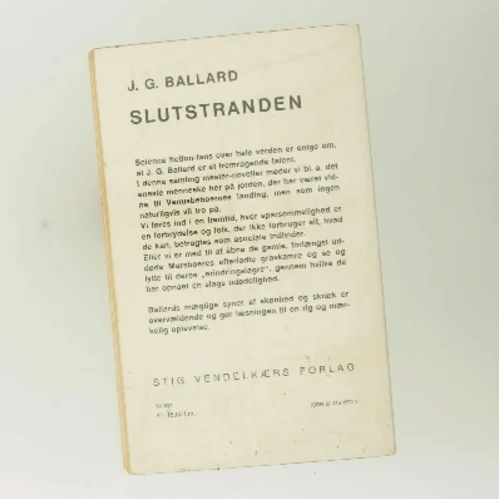 J. G. BALLARD
SLUTSTRANDEN
Science fiction-fans over hele verden er enige om,
at J. G. Ballard er et fremragende talent.
I denne samling mester-noveller møder vi bl. a. det
eneste menneske her på jorden, der har været vid-
ne til Venusbeboernes landing, men som ingen
naturligvis vil tro på.
Vi føres ind i en fremtid, hvor sparsommelighed er
en forbrydelse og folk, der ikke forbruger alt, hvad
de kan, betragtes som asociale individer.
Eller vi er med til at åbne de gamle, forlængst ud-
døde Marsboeres efterladte gravkamre og se og
lytte til deres „erindringslagre“, gennem hvilke de
har opnået en slags udødelighed.
Ballards mægtige syner af skønhed og skræk er
overvældende og gør læsningen til en rig og mær-
kelig oplevelse.
STIG VENDELKÆRS FORLAG